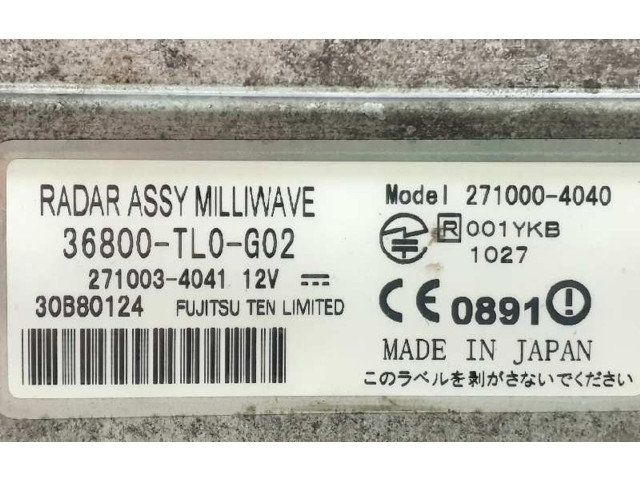 RADAR ASSY MILLIWAVE
36800-TL0-G02
271003-4041 12V
30B80124 FUJITSU TEN LIMITED
Model 271000-4040
R 001YKB
1027
CE 0891
MADE IN JAPAN
このラベルを剥がさないでください